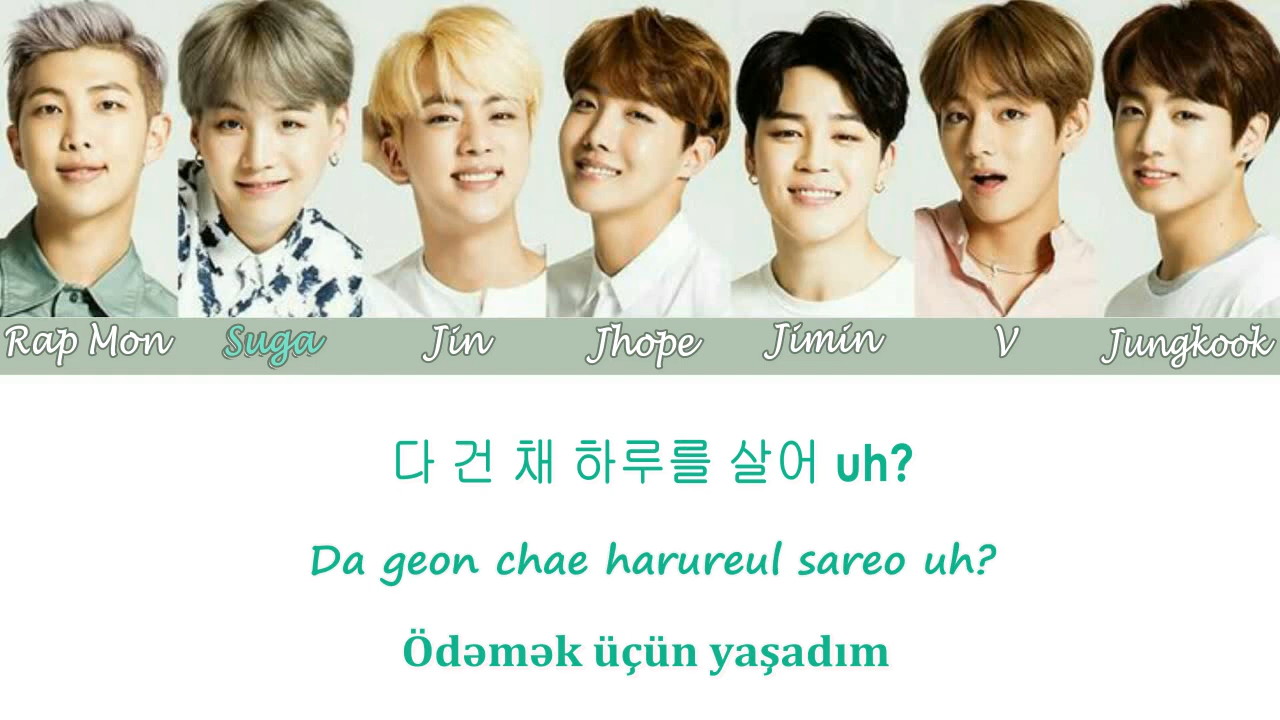 Rap Mon Suga Jin Jhope Jimin V Jungkook
다 건 채 하루를 살어 uh?
Da geon chae harureul sareo uh?
Ödəmək üçün yaşadım